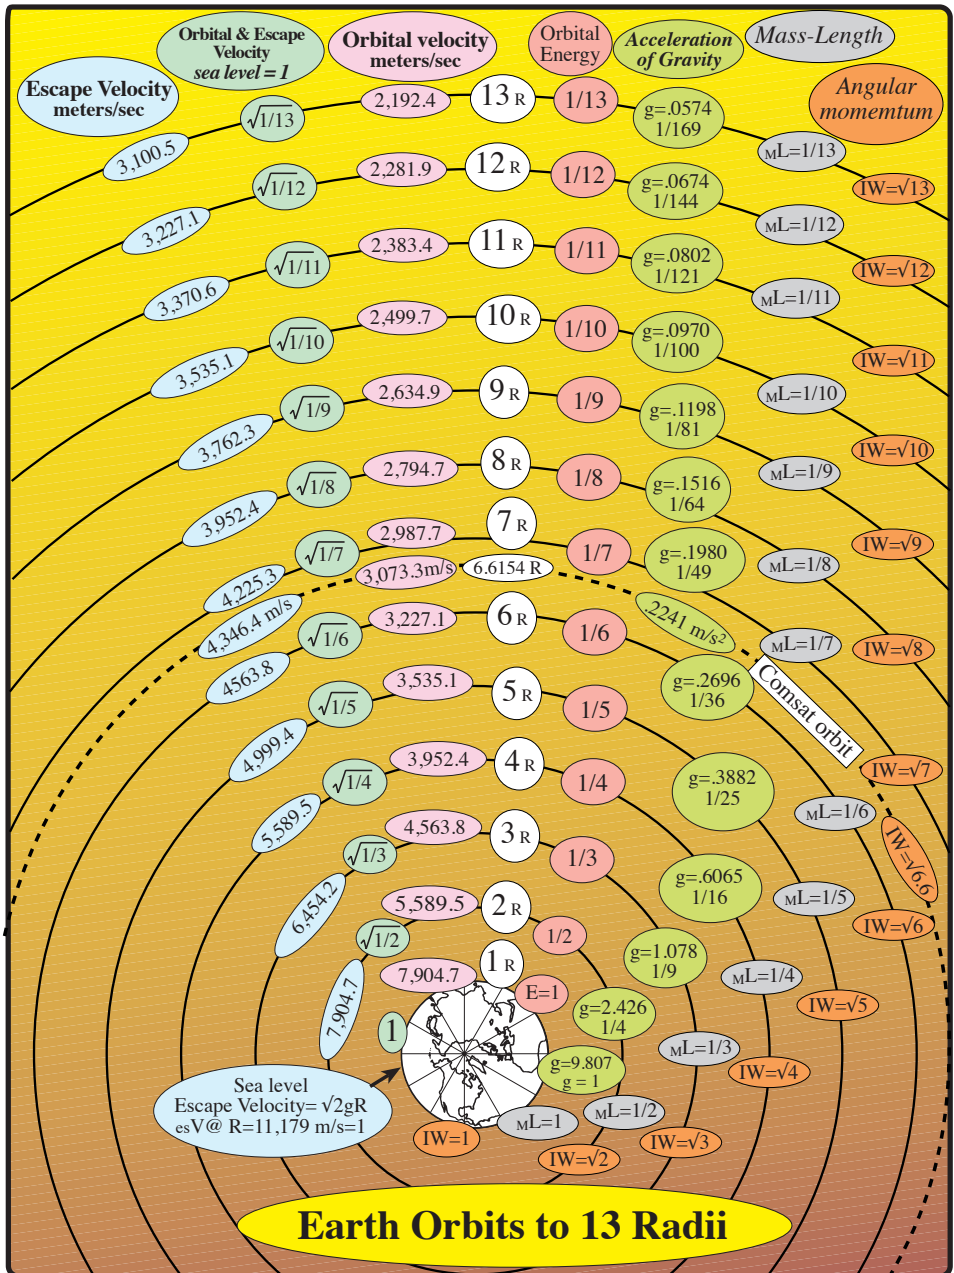 Escape Velocity
meters/sec
Orbital & Escape
Velocity
sea level = 1
Orbital velocity
meters/sec
Orbital
Energy
Acceleration
of Gravity
Mass-Length
Angular
momemtum
3,100.5
√1/13
2,192.4
13 R
1/13
g=.0574
1/169
ML=1/13
IW=√13
3,227.1
√1/12
2,281.9
12 R
1/12
g=.0674
1/144
ML=1/12
IW=√12
3,370.6
√1/11
2,383.4
11 R
1/11
g=.0802
1/121
ML=1/11
IW=√11
3,535.1
√1/10
2,499.7
10 R
1/10
g=.0970
1/100
ML=1/10
IW=√10
3,762.3
√1/9
2,634.9
9 R
1/9
g=.1198
1/81
ML=1/9
IW=√9
3,952.4
√1/8
2,794.7
8 R
1/8
g=.1516
1/64
ML=1/8
IW=√8
4,225.3
√1/7
2,987.7
7 R
1/7
g=.1980
1/49
ML=1/7
IW=√7
4,346.4 m/s
3,073.3m/s
6.6154 R
.2241 m/s²
Comsat orbit
IW=√6.6
4563.8
√1/6
3,227.1
6 R
1/6
g=.2696
1/36
ML=1/6
IW=√6
4,999.4
√1/5
3,535.1
5 R
1/5
g=.3882
1/25
ML=1/5
IW=√5
5,589.5
√1/4
3,952.4
4 R
1/4
g=.6065
1/16
ML=1/4
IW=√4
6,454.2
√1/3
4,563.8
3 R
1/3
g=1.078
1/9
ML=1/3
IW=√3
7,904.7
√1/2
5,589.5
2 R
1/2
g=2.426
1/4
ML=1/2
IW=√2
1
7,904.7
1 R
E=1
g=9.807
g = 1
ML=1
IW=1
Sea level
Escape Velocity= √2gR
esV@ R=11,179 m/s=1
Earth Orbits to 13 Radii